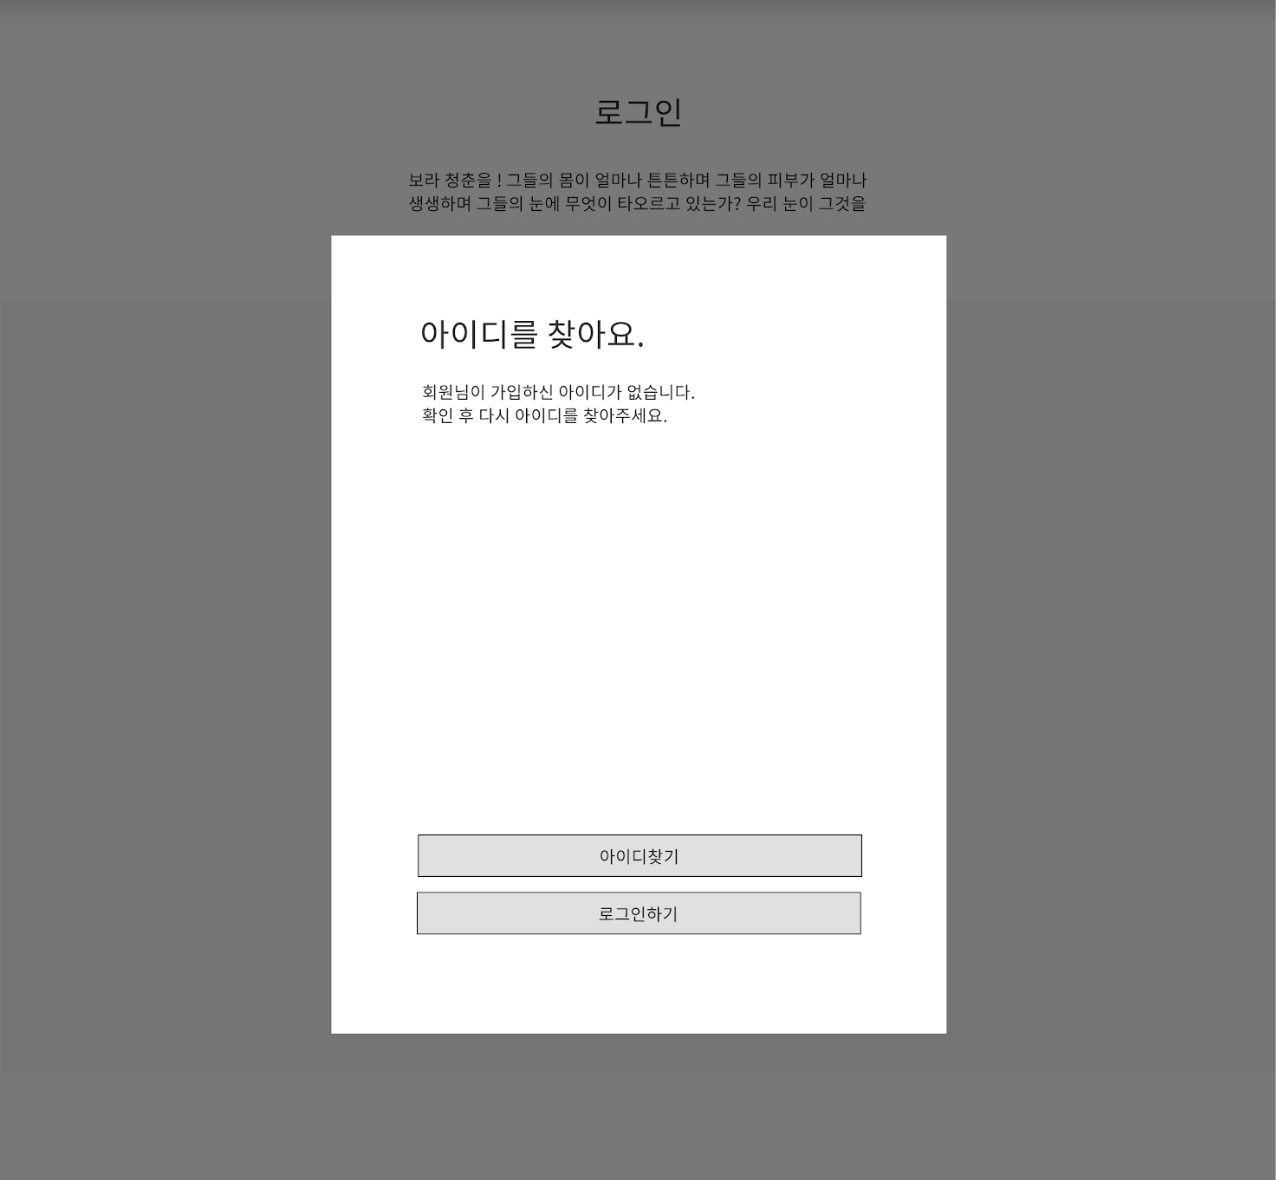 로그인
보라 청춘을 ! 그들의 몸이 얼마나 튼튼하며 그들의 피부가 얼마나
생생하며 그들의 눈에 무엇이 타오르고 있는가? 우리 눈이 그것을
아이디를 찾아요.
회원님이 가입하신 아이디가 없습니다.
확인 후 다시 아이디를 찾아주세요.
아이디찾기
로그인하기